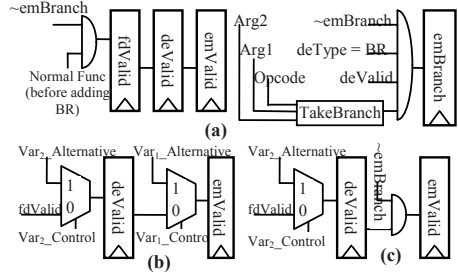 ~emBranch
fdValid
deValid
emValid
Normal Func
(before adding
BR)
(a)
Arg2
Arg1
Opcode
~emBranch
deType = BR
deValid
TakeBranch
emBranch
Var2_Alternative
1
0
fdValid
Var2_Control
deValid
Var1_Alternative
1
0
Var1_Control
emValid
(b)
Var2_Alternative
1
0
fdValid
Var2_Control
deValid
~emBranch
emValid
(c)